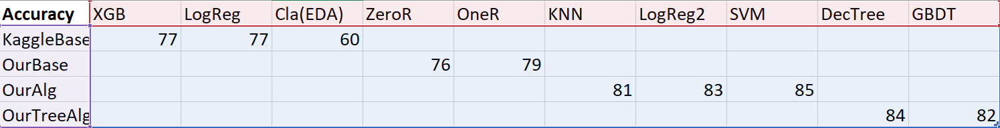 Accuracy XGB LogReg Cla(EDA) ZeroR OneR KNN LogReg2 SVM DecTree GBDT
KaggleBase 77 77 60
OurBase 76 79
OurAlg 81 83 85
OurTreeAlg 84 82